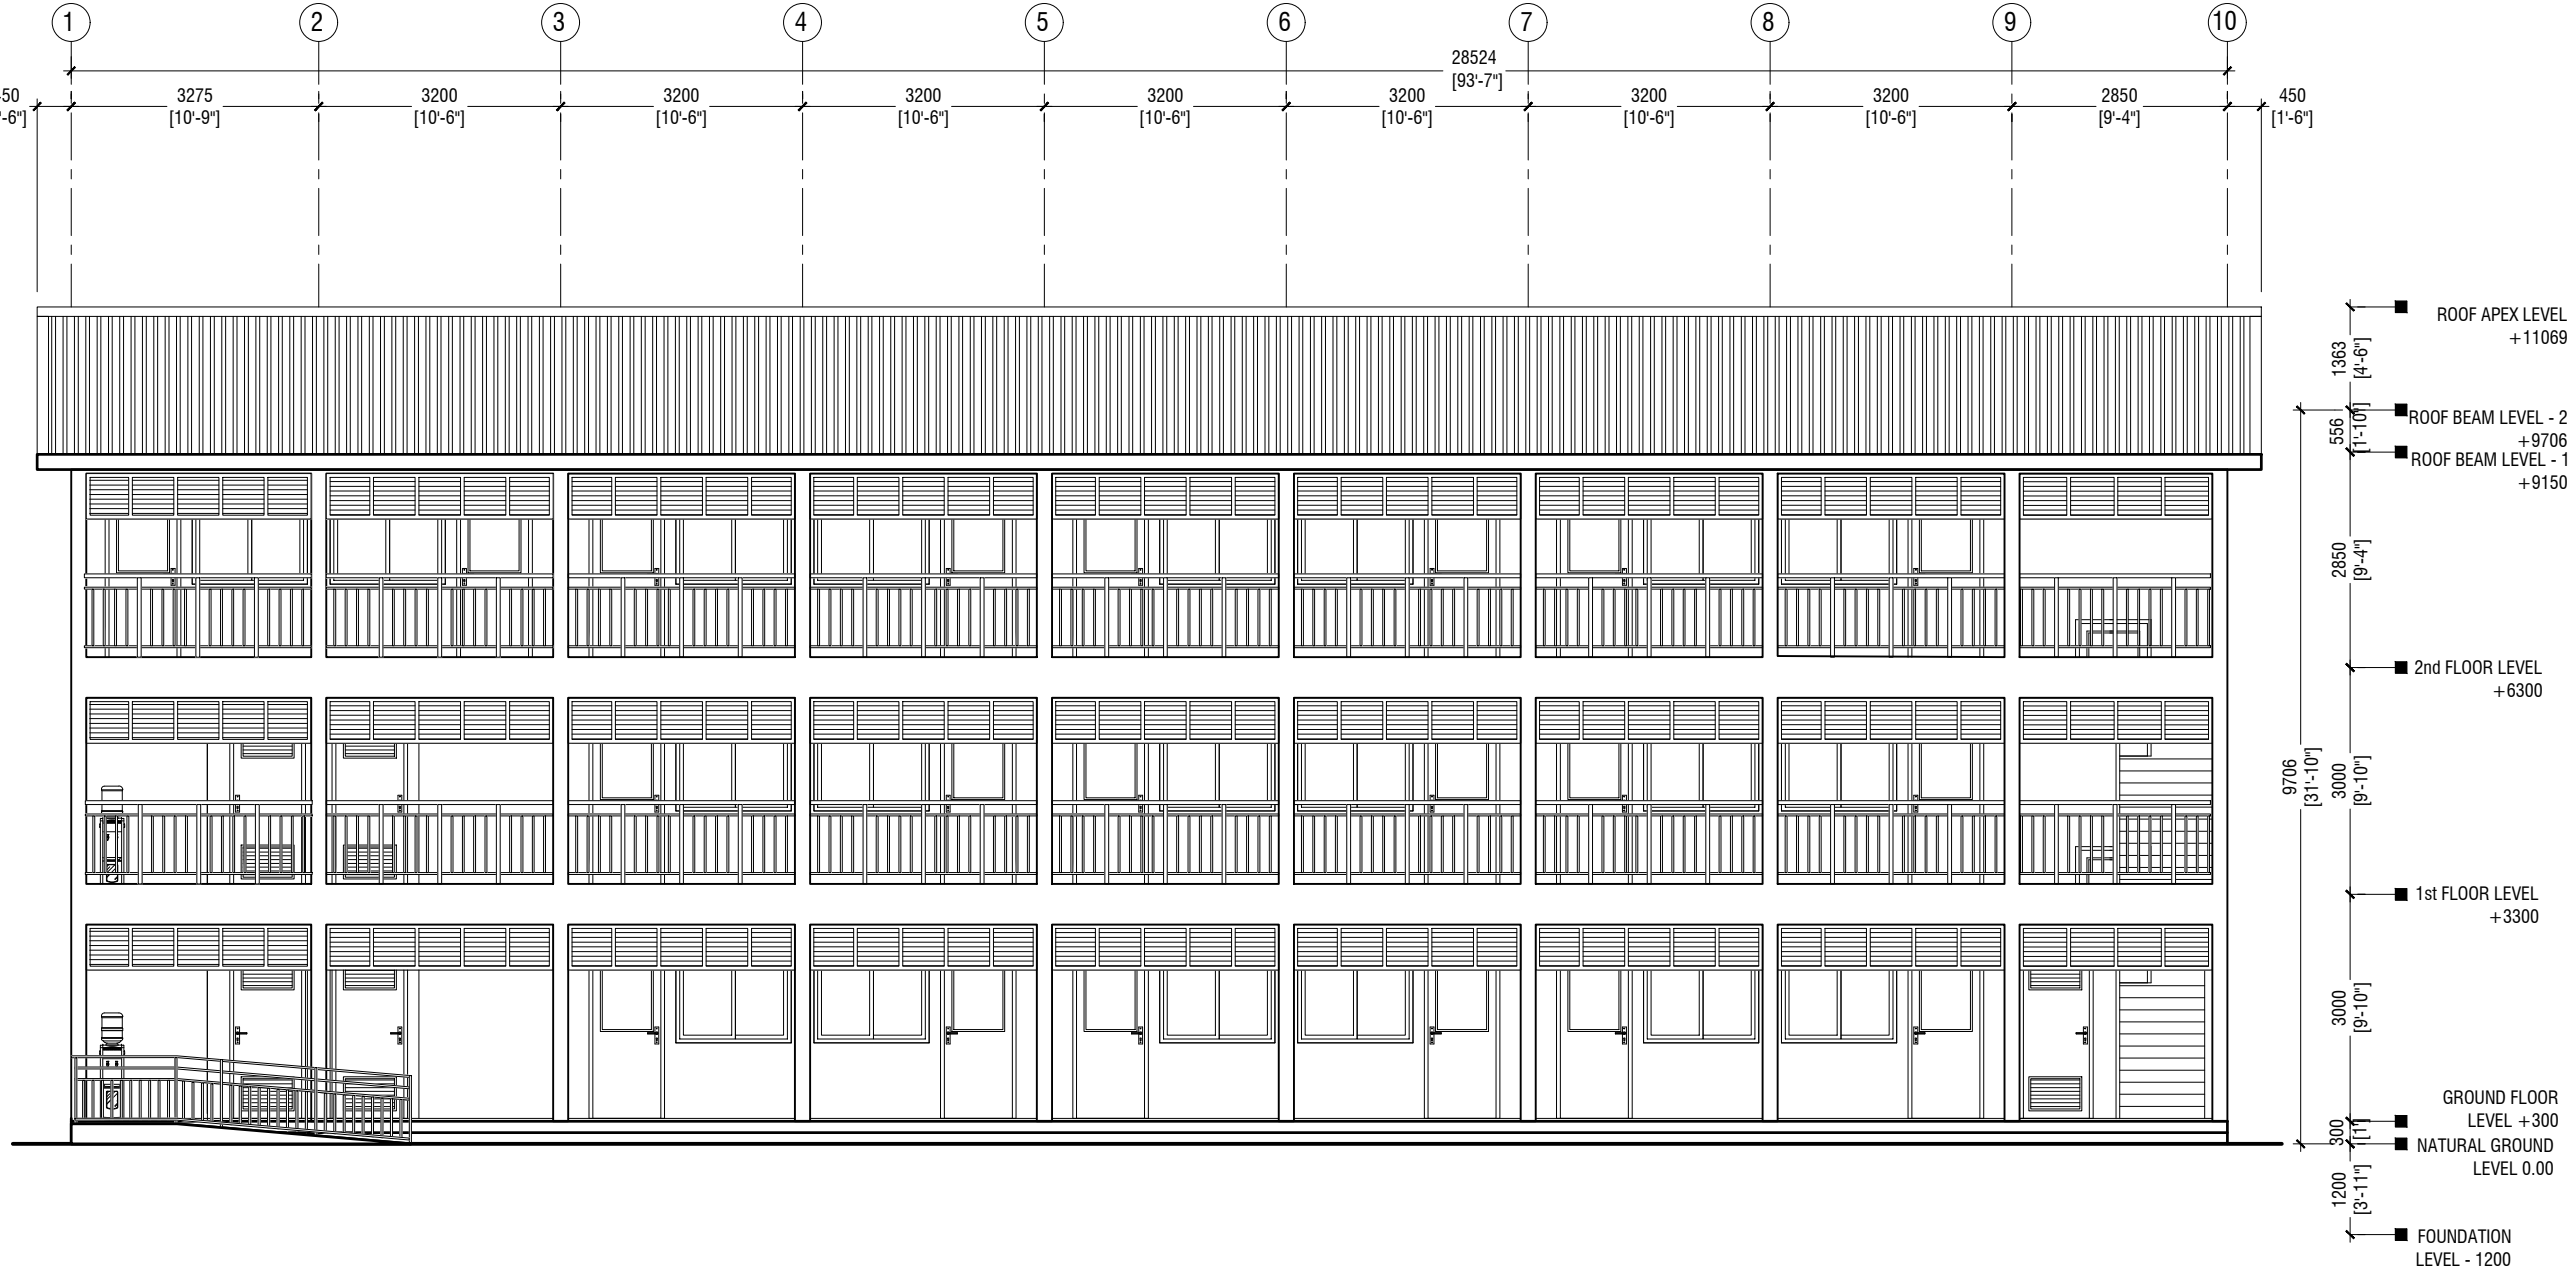 1 2 3 4 5 6 7 8 9 10
28524
[93'-7"]
50 3275 3200 3200 3200 3200 3200 3200 3200 2850 450
'-6"] [10'-9"] [10'-6"] [10'-6"] [10'-6"] [10'-6"] [10'-6"] [10'-6"] [10'-6"] [9'-4"] [1'-6"]
ROOF APEX LEVEL
+11069
1363
[4'-6"]
ROOF BEAM LEVEL - 2
+9706
556
[1'-10"]
ROOF BEAM LEVEL - 1
+9150
2850
[9'-4"]
2nd FLOOR LEVEL
+6300
9706
[31'-10"]
3000
[9'-10"]
1st FLOOR LEVEL
+3300
3000
[9'-10"]
GROUND FLOOR
LEVEL +300
300
[1']
NATURAL GROUND
LEVEL 0.00
1200
[3'-11"]
FOUNDATION
LEVEL - 1200